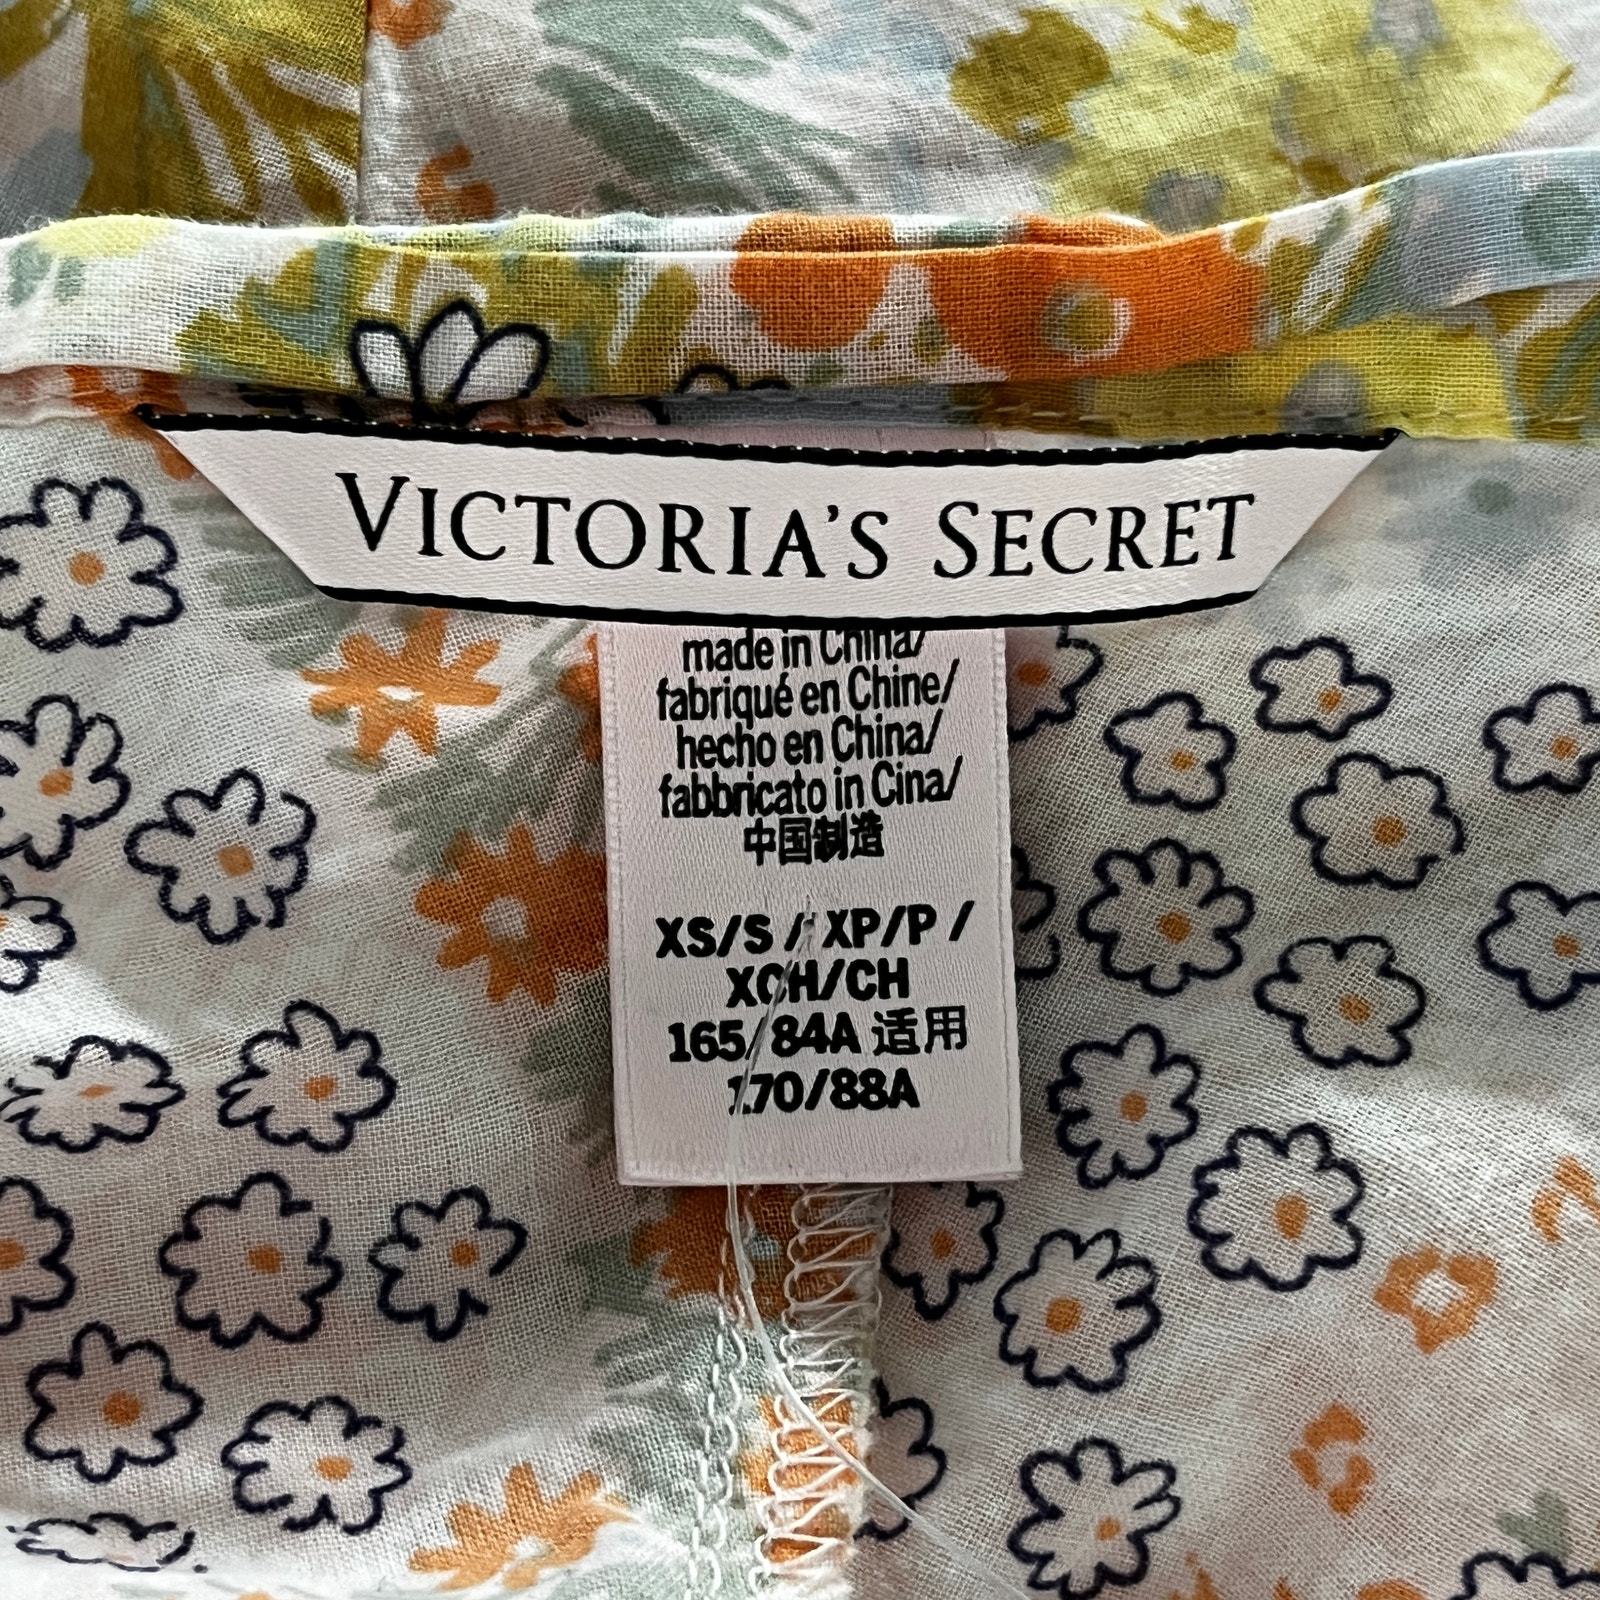 VICTORIA'S SECRET
made in China/
fabriqué en Chine/
hecho en China/
fabbricato in Cina/
中国制造
XS/S / XP/P /
XCH/CH
165/84A 适用
170/88A